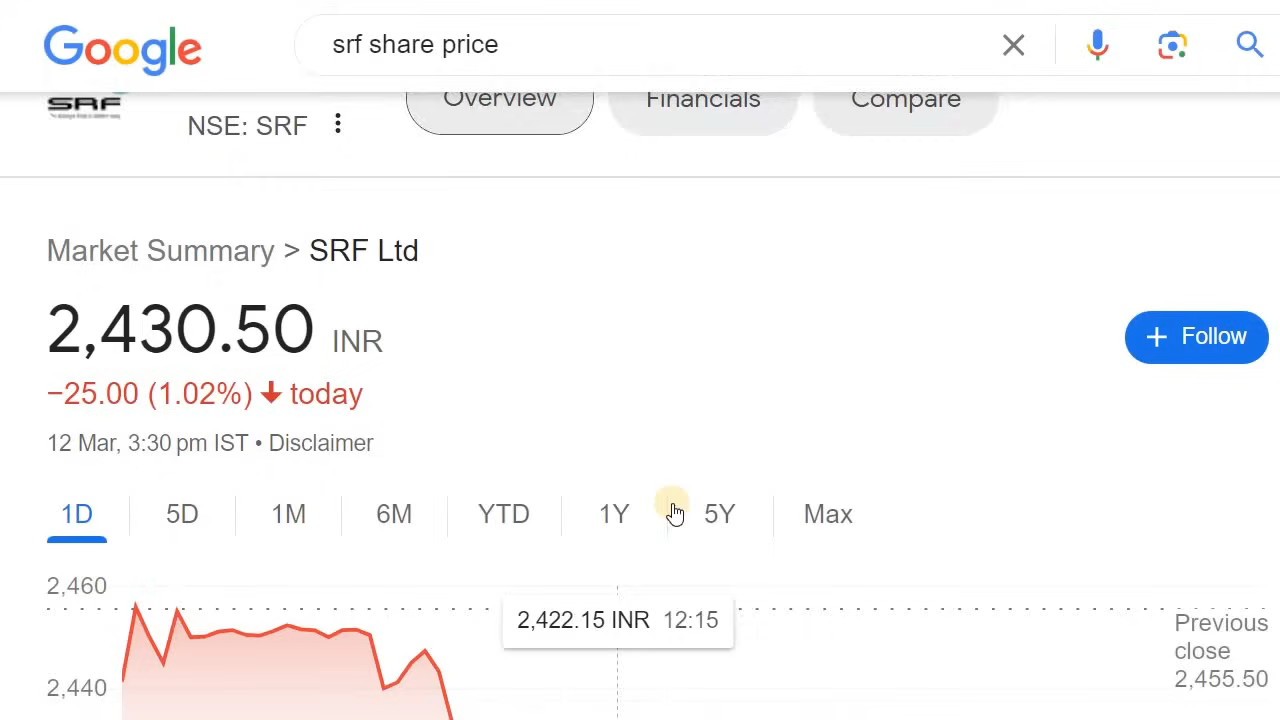 Google
srf share price
SRF
Overview
Financials
Compare
NSE: SRF
Market Summary > SRF Ltd
2,430.50 INR
+ Follow
−25.00 (1.02%) ↓ today
12 Mar, 3:30 pm IST • Disclaimer
1D 5D 1M 6M YTD 1Y 5Y Max
2,460
2,422.15 INR 12:15
Previous
close
2,455.50
2,440